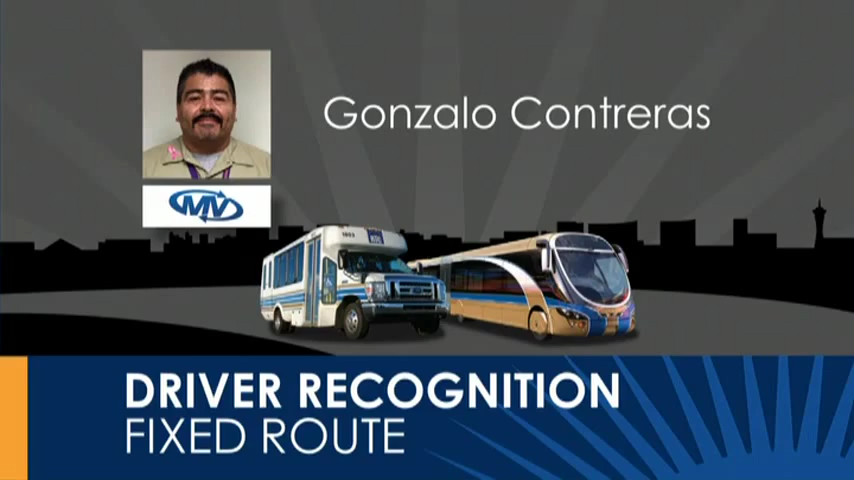 Gonzalo Contreras
MV
DRIVER RECOGNITION
FIXED ROUTE